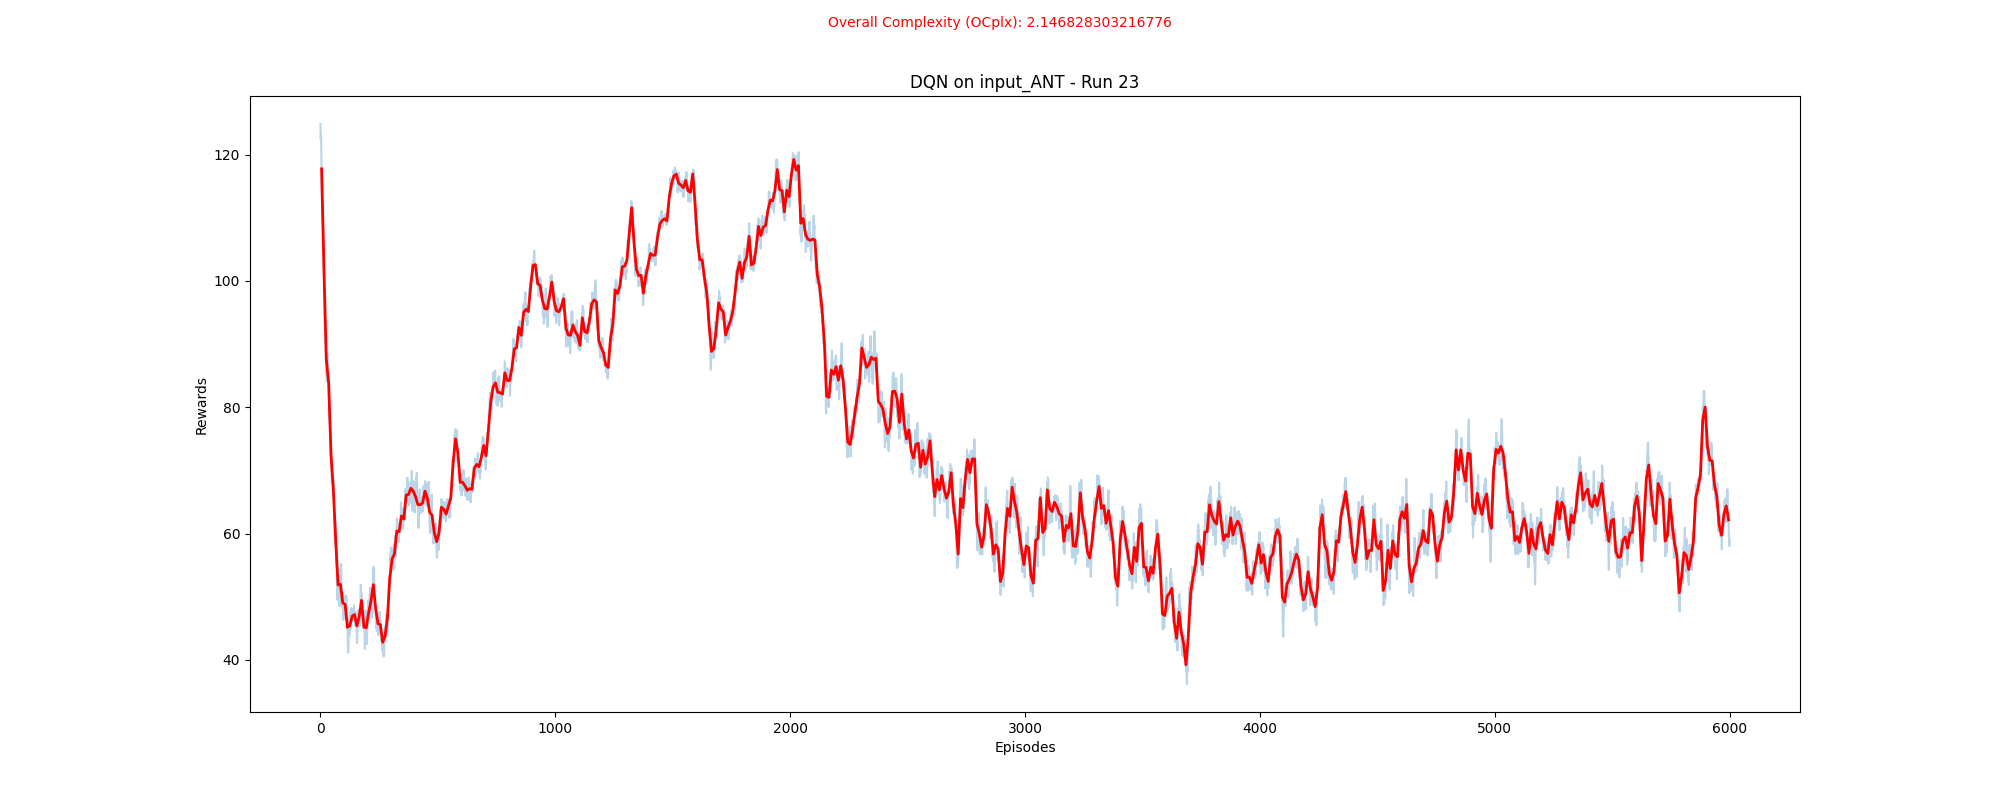 Overall Complexity (OCplx): 2.146828303216776
DQN on input_ANT - Run 23
Rewards
120
100
80
60
40
0 1000 2000 3000 4000 5000 6000
Episodes